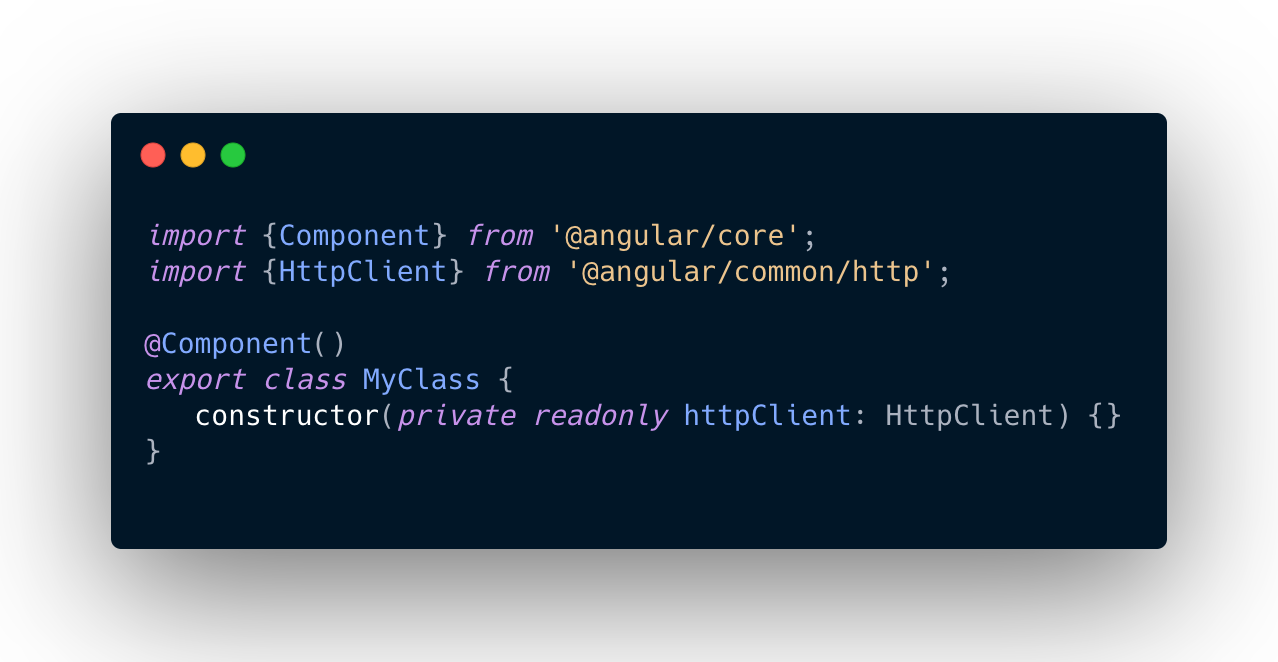 import {Component} from '@angular/core';
import {HttpClient} from '@angular/common/http';

@Component()
export class MyClass {
   constructor(private readonly httpClient: HttpClient) {}
}